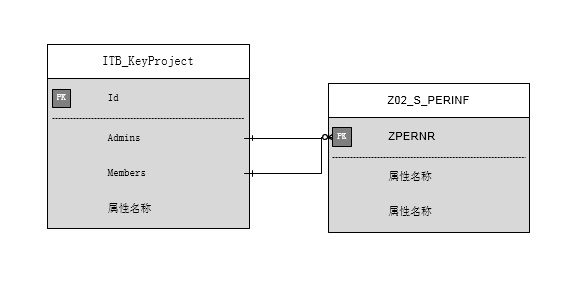 ITB_KeyProject
PK Id
Admins
Members
属性名称
Z02_S_PERINF
PK ZPERNR
属性名称
属性名称